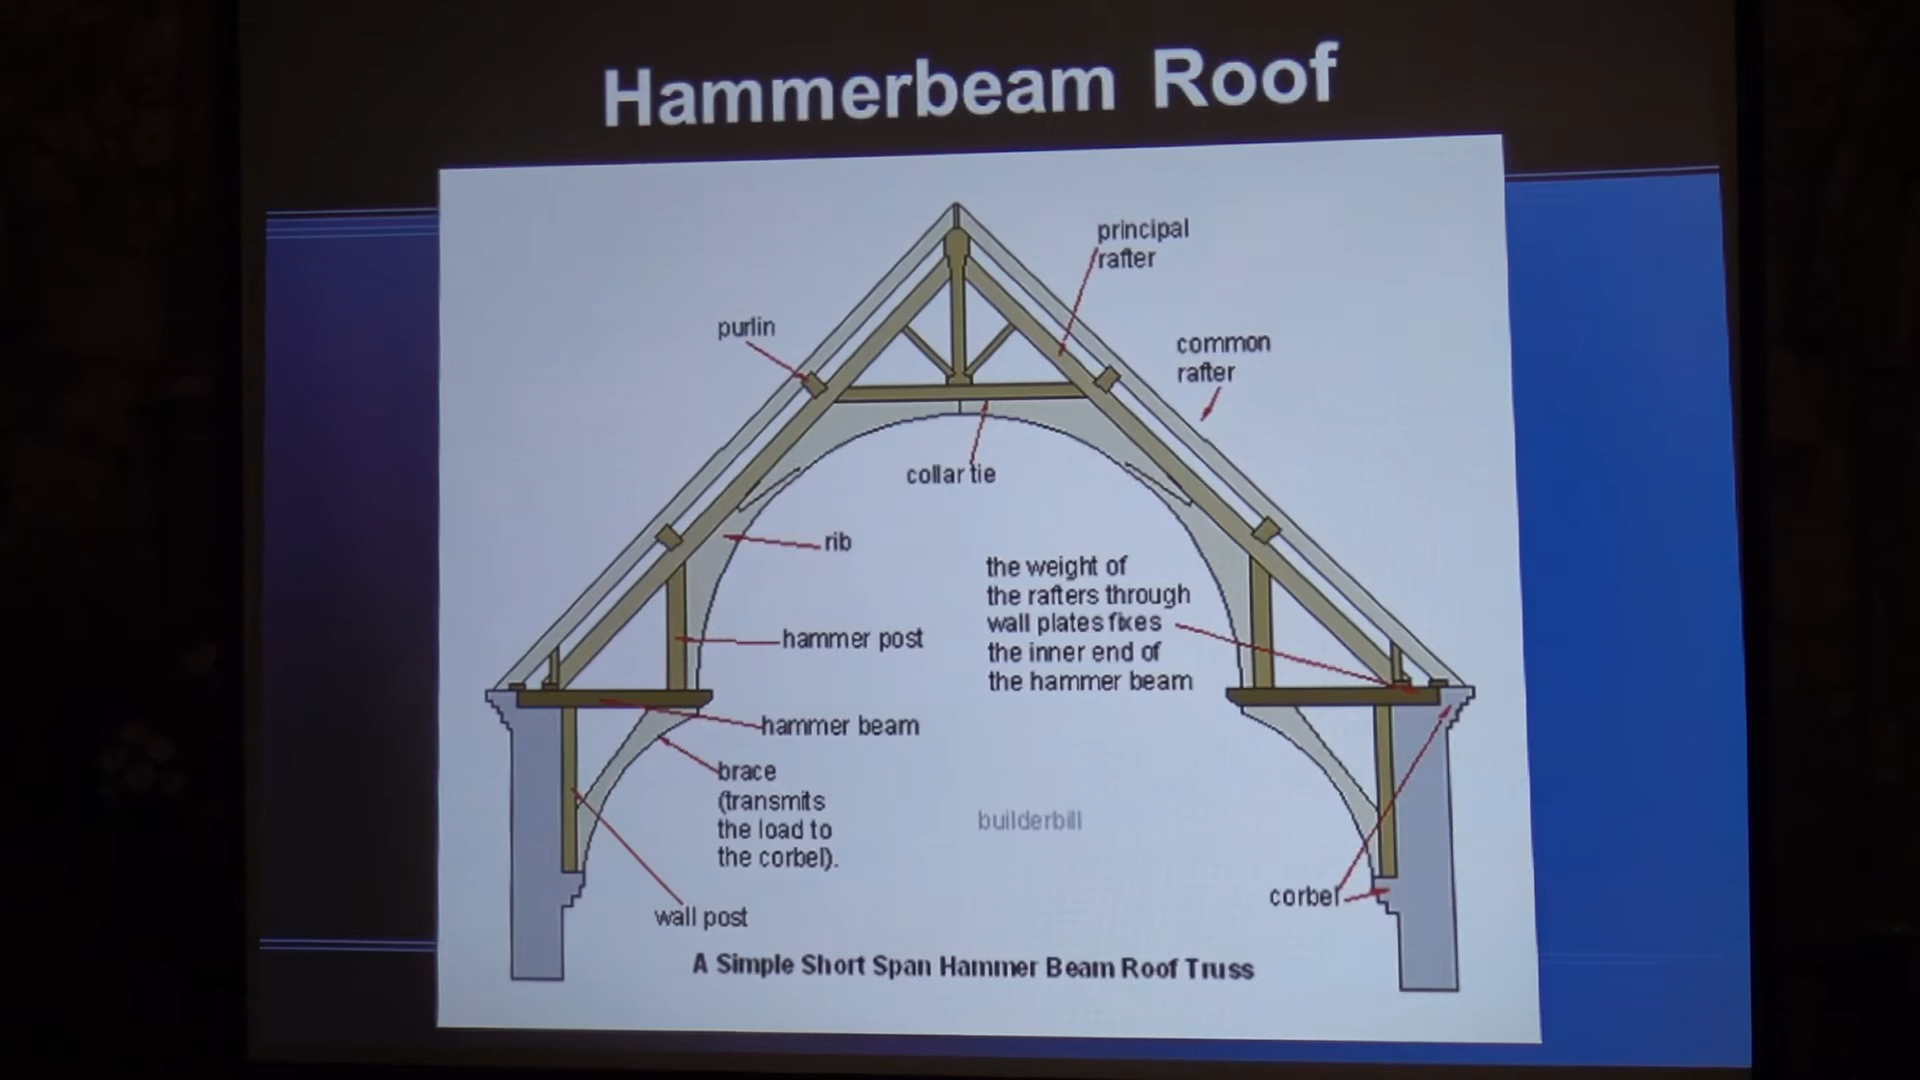 Hammerbeam Roof
principal
rafter
purlin
common
rafter
collar tie
rib
the weight of
the rafters through
wall plates fixes
the inner end of
the hammer beam
hammer post
hammer beam
brace
(transmits
the load to
the corbel).
builderbill
corbel
wall post
A Simple Short Span Hammer Beam Roof Truss